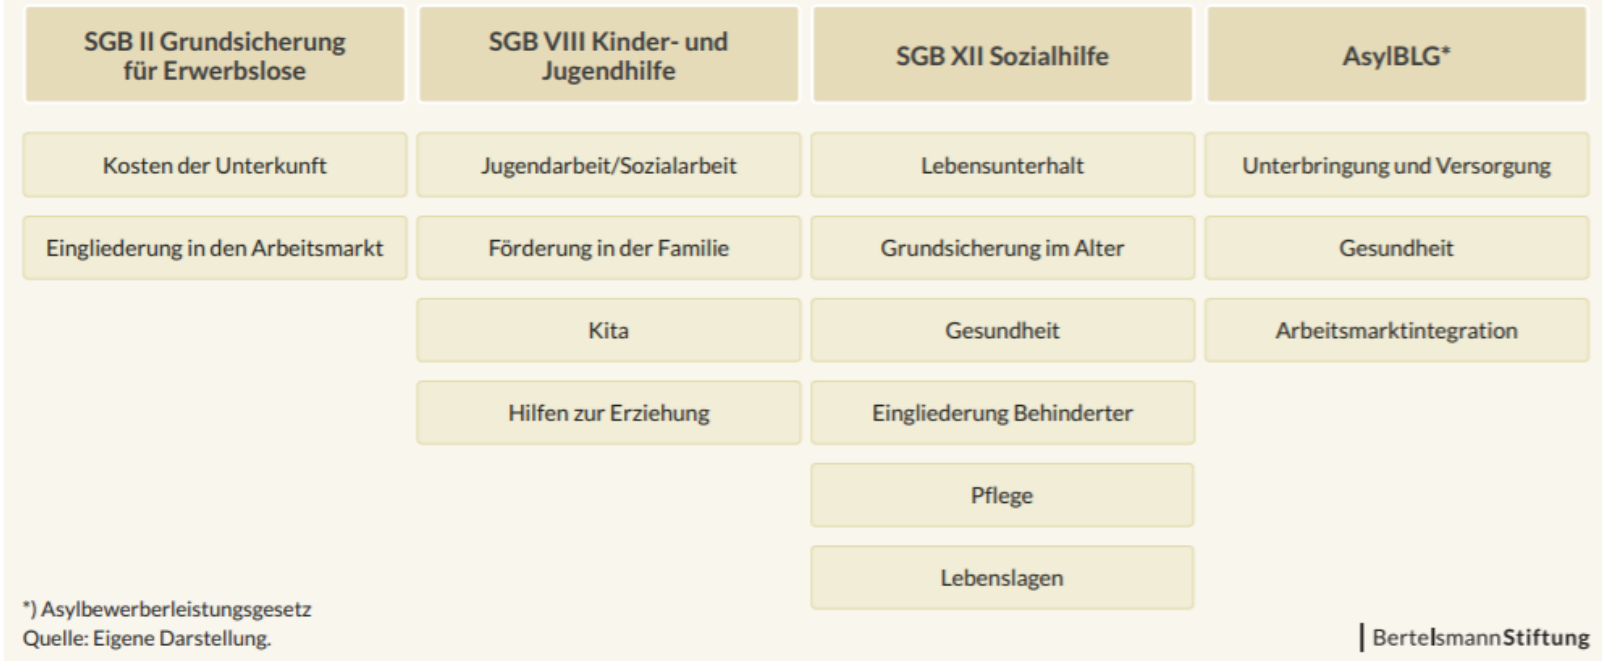 SGB II Grundsicherung
für Erwerbslose
SGB VIII Kinder- und
Jugendhilfe
SGB XII Sozialhilfe
AsylBLG*
Kosten der Unterkunft
Jugendarbeit/Sozialarbeit
Lebensunterhalt
Unterbringung und Versorgung
Eingliederung in den Arbeitsmarkt
Förderung in der Familie
Grundsicherung im Alter
Gesundheit
Kita
Gesundheit
Arbeitsmarktintegration
Hilfen zur Erziehung
Eingliederung Behinderter
Pflege
Lebenslagen
*) Asylbewerberleistungsgesetz
Quelle: Eigene Darstellung.
BertelsmannStiftung